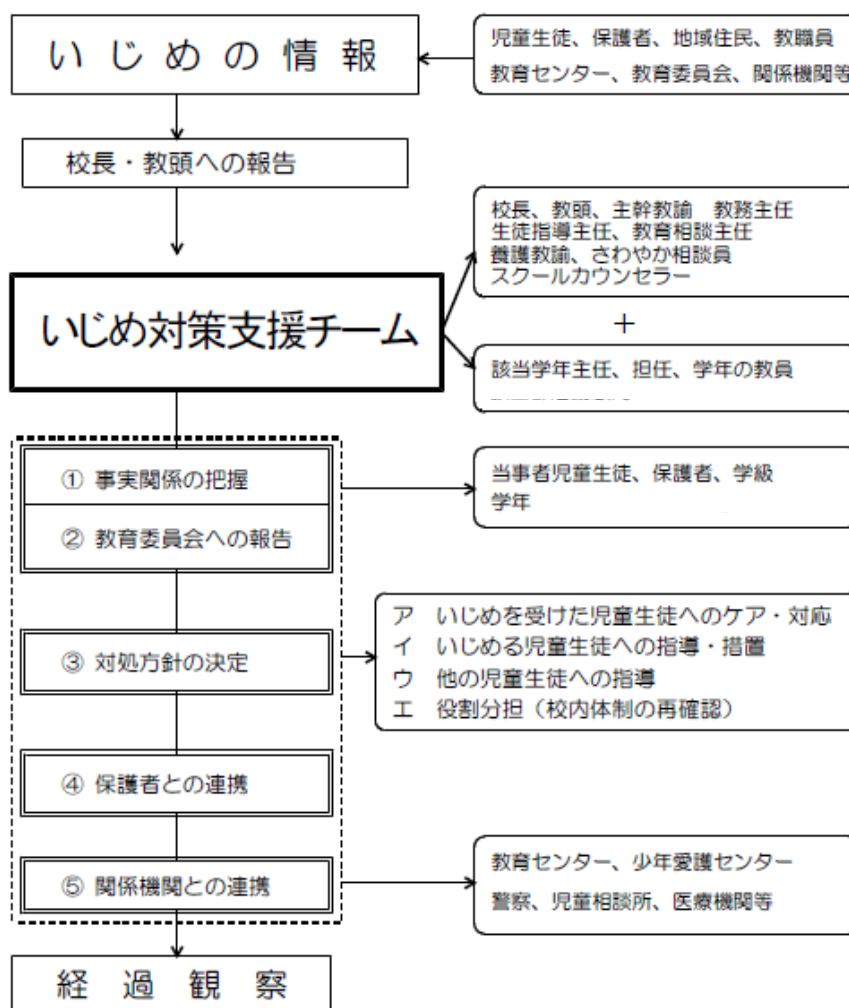 いじめの情報
児童生徒、保護者、地域住民、教職員
教育センター、教育委員会、関係機関等
校長・教頭への報告
校長、教頭、主幹教諭　教務主任
生徒指導主任、教育相談主任
養護教諭、さわやか相談員
スクールカウンセラー
いじめ対策支援チーム
＋
該当学年主任、担任、学年の教員
① 事実関係の把握
当事者児童生徒、保護者、学級
学年
② 教育委員会への報告
ア　いじめを受けた児童生徒へのケア・対応
イ　いじめる児童生徒への指導・措置
ウ　他の児童生徒への指導
エ　役割分担（校内体制の再確認）
③ 対処方針の決定
④ 保護者との連携
⑤ 関係機関との連携
教育センター、少年愛護センター
警察、児童相談所、医療機関等
経過観察